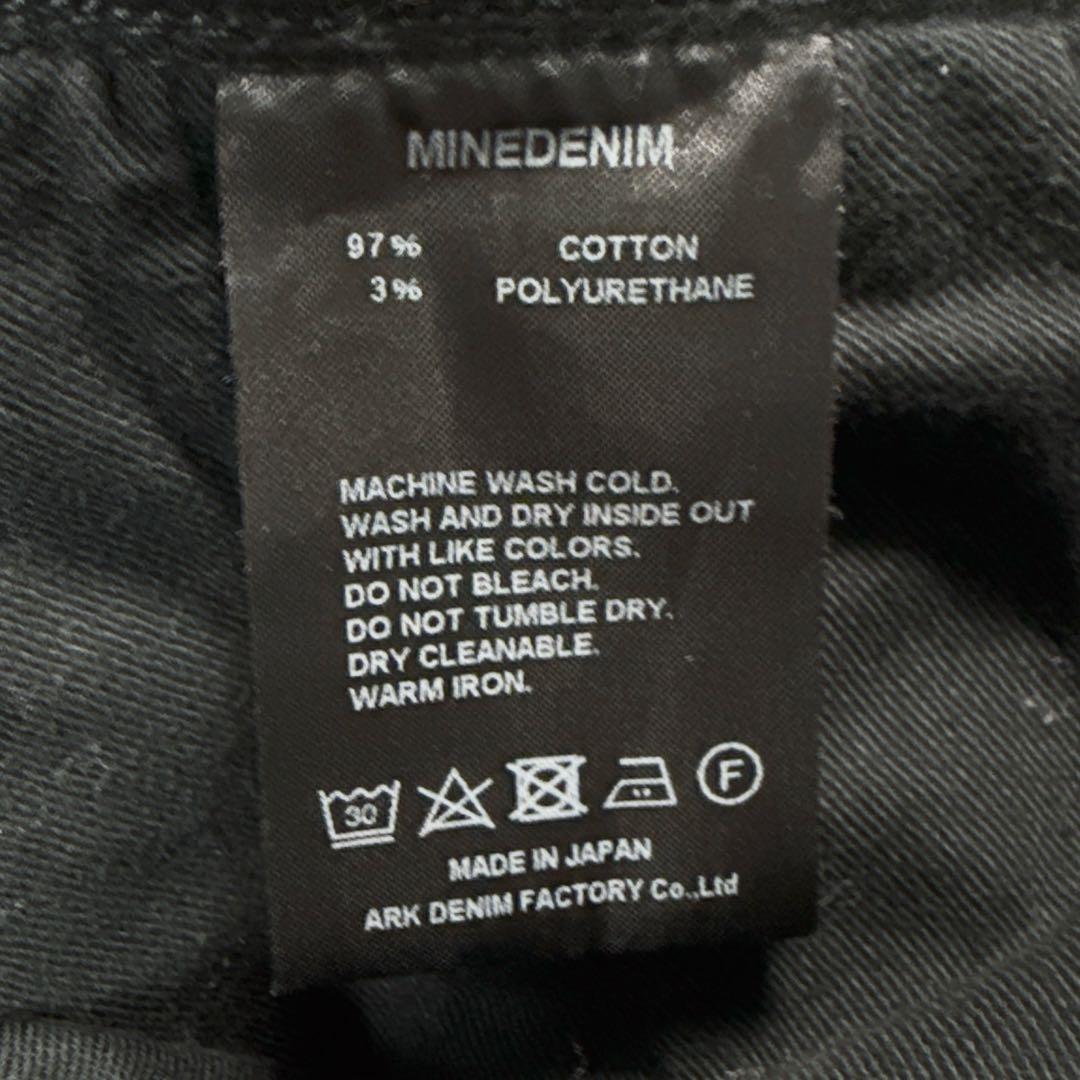 MINEDENIM
97% COTTON
3% POLYURETHANE
MACHINE WASH COLD.
WASH AND DRY INSIDE OUT
WITH LIKE COLORS.
DO NOT BLEACH.
DO NOT TUMBLE DRY.
DRY CLEANABLE.
WARM IRON.
30 F
MADE IN JAPAN
ARK DENIM FACTORY Co.,Ltd